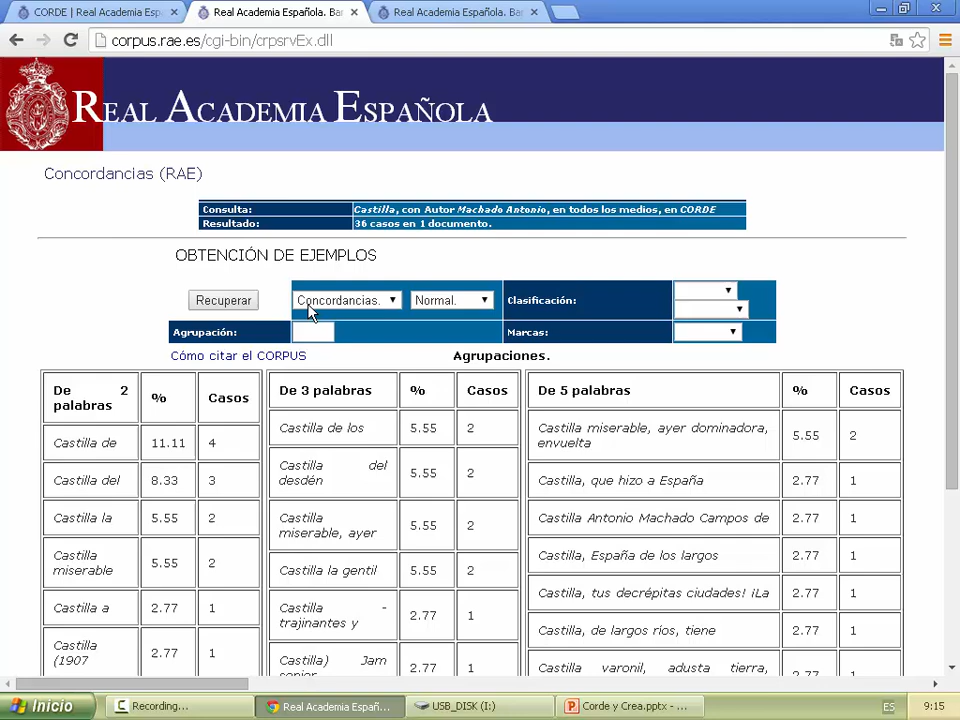 CORDE | Real Academia Esp
Real Academia Española. Ba
Real Academia Española. Ba
corpus.rae.es/cgi-bin/crpsrvEx.dll
REAL ACADEMIA ESPAÑOLA
Concordancias (RAE)
Consulta: Castilla, con Autor Machado Antonio, en todos los medios, en CORDE
Resultado: 36 casos en 1 documento.
OBTENCIÓN DE EJEMPLOS
Recuperar Concordancias. Normal. Clasificación:
Agrupación: Marcas:
Cómo citar el CORPUS Agrupaciones.
De 2 palabras % Casos
Castilla de 11.11 4
Castilla del 8.33 3
Castilla la 5.55 2
Castilla miserable 5.55 2
Castilla a 2.77 1
Castilla (1907 2.77 1
De 3 palabras % Casos
Castilla de los 5.55 2
Castilla del desdén 5.55 2
Castilla miserable, ayer 5.55 2
Castilla la gentil 5.55 2
Castilla - trajinantes y 2.77 1
Castilla) Jam senior 2.77 1
De 5 palabras % Casos
Castilla miserable, ayer dominadora, envuelta 5.55 2
Castilla, que hizo a España 2.77 1
Castilla Antonio Machado Campos de 2.77 1
Castilla, España de los largos 2.77 1
Castilla, tus decrépitas ciudades! ¡La 2.77 1
Castilla, de largos ríos, tiene 2.77 1
Castilla varonil, adusta tierra, 2.77 1
Inicio
Recording...
Real Academia Españ...
USB_DISK (I:)
Corde y Crea.pptx - ...
ES
9:15